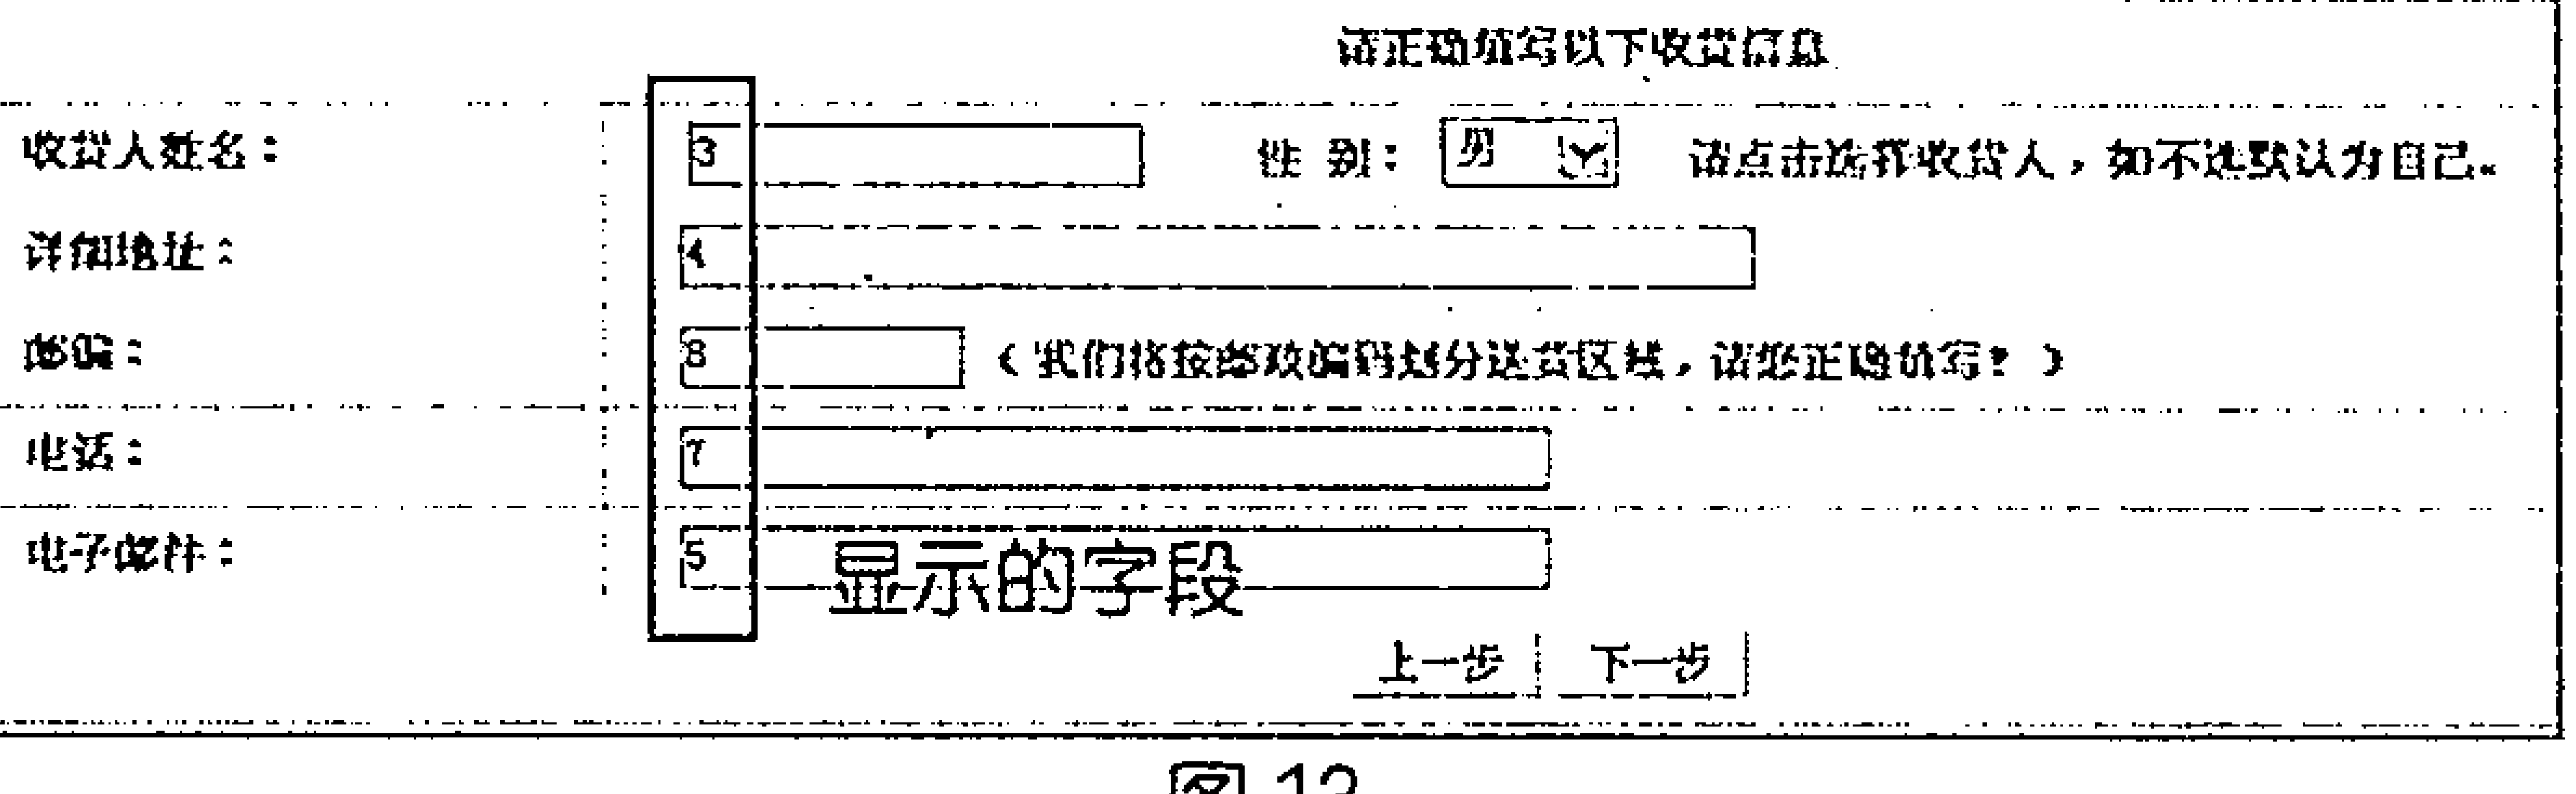 请正确填写以下收货信息
收货人姓名： 3 性 别： 男 请点击选择收货人，如不选默认为自己。
详细地址： 4
邮编： 8 （我们将按邮政编码划分送货区域，请您正确填写！）
电话： 7
电子邮件： 5
显示的字段
上一步 下一步
图 12